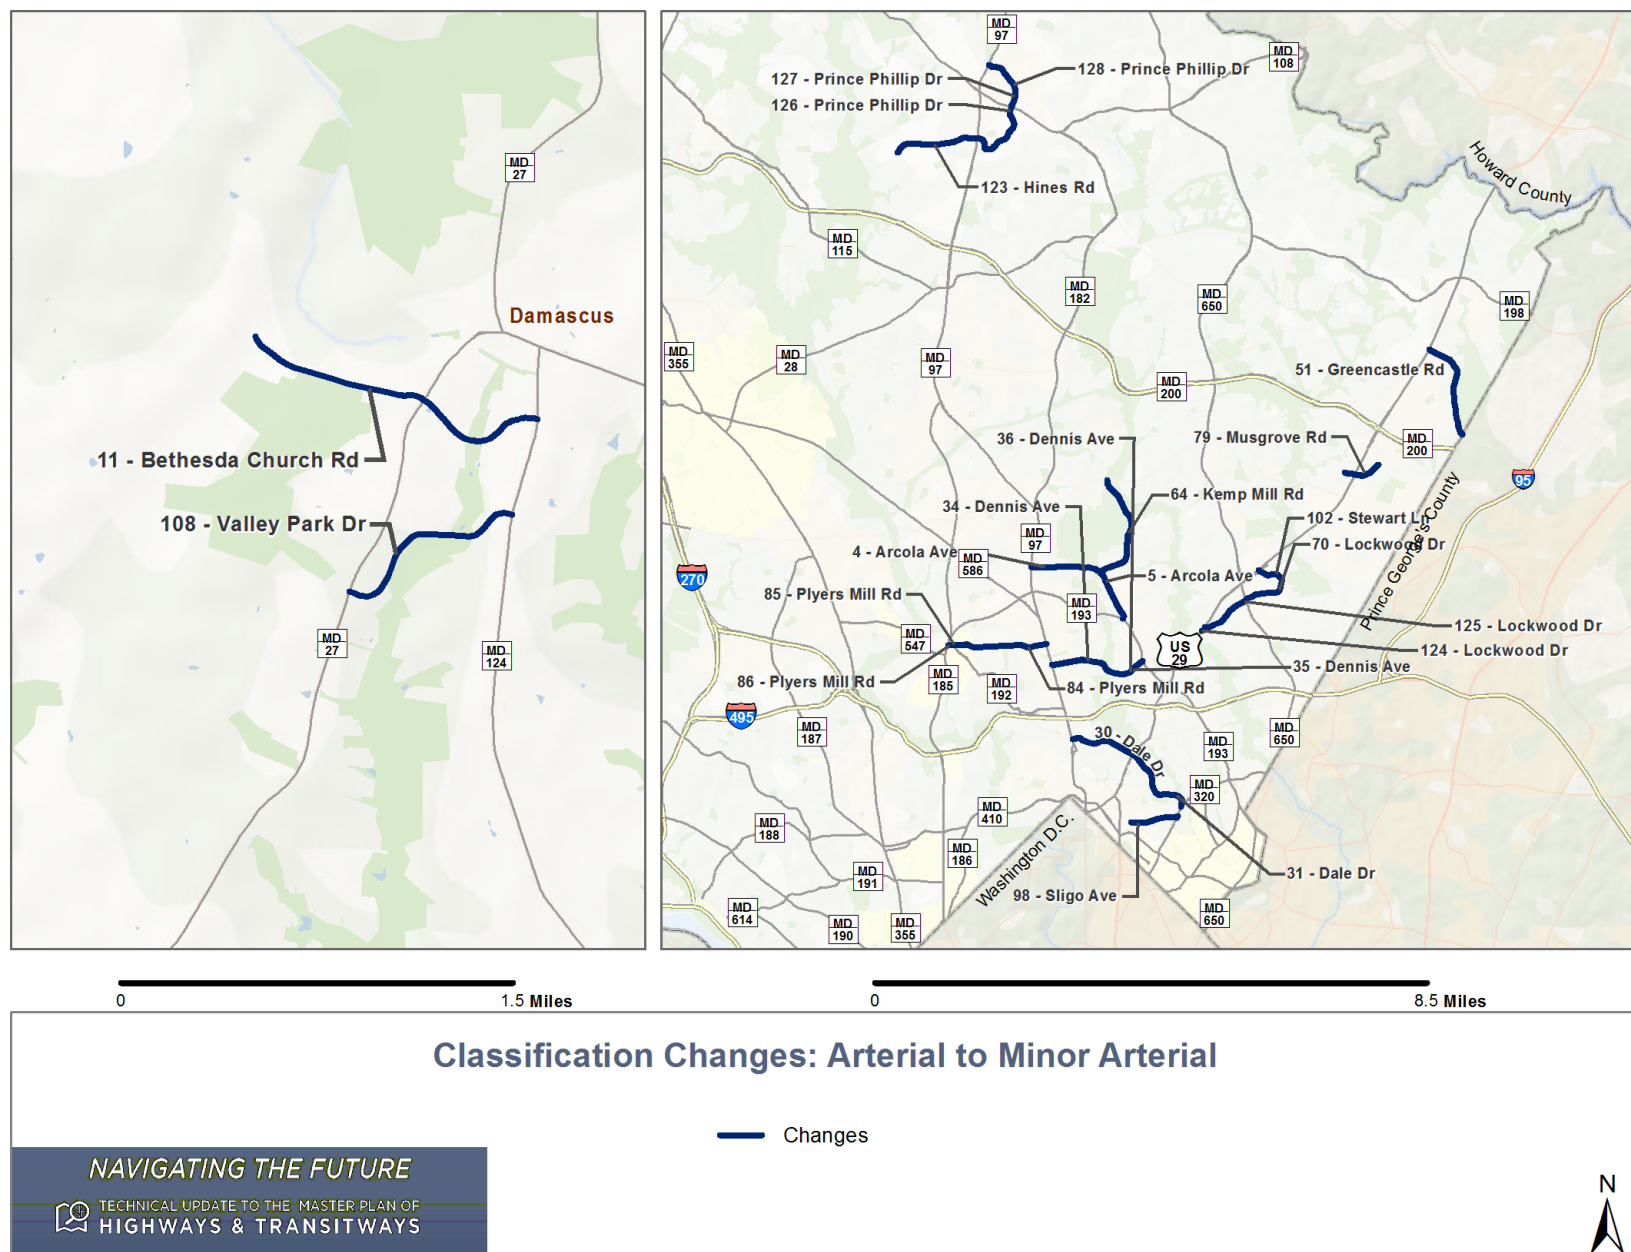 MD
27
Damascus
11 - Bethesda Church Rd
108 - Valley Park Dr
MD
27
MD
124
MD
97
MD
108
127 - Prince Phillip Dr
128 - Prince Phillip Dr
126 - Prince Phillip Dr
Howard County
123 - Hines Rd
MD
115
MD
182
MD
650
MD
198
MD
355
MD
28
MD
97
MD
200
51 - Greencastle Rd
36 - Dennis Ave
79 - Musgrove Rd
MD
200
95
64 - Kemp Mill Rd
34 - Dennis Ave
102 - Stewart Ln
Prince George's County
MD
97
70 - Lockwood Dr
4 - Arcola Ave
MD
586
270
5 - Arcola Ave
85 - Plyers Mill Rd
MD
193
125 - Lockwood Dr
MD
547
US
29
124 - Lockwood Dr
35 - Dennis Ave
86 - Plyers Mill Rd
MD
185
MD
192
84 - Plyers Mill Rd
495
MD
187
30 - Dale Dr
MD
193
MD
650
MD
320
MD
410
MD
188
Washington D.C.
MD
186
MD
191
31 - Dale Dr
98 - Sligo Ave
MD
614
MD
190
MD
355
MD
650
0 1.5 Miles
0 8.5 Miles
Classification Changes: Arterial to Minor Arterial
Changes
NAVIGATING THE FUTURE
TECHNICAL UPDATE TO THE MASTER PLAN OF
HIGHWAYS & TRANSITWAYS
N